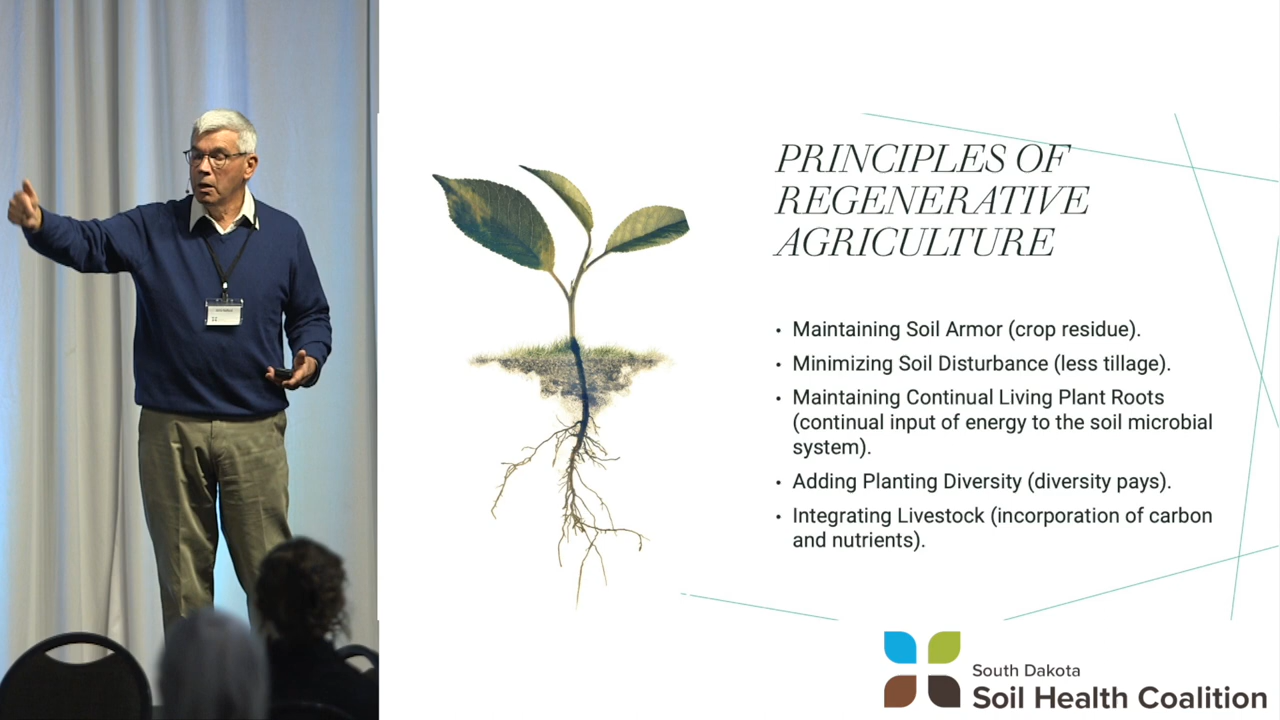 PRINCIPLES OF
REGENERATIVE
AGRICULTURE
• Maintaining Soil Armor (crop residue).
• Minimizing Soil Disturbance (less tillage).
• Maintaining Continual Living Plant Roots
(continual input of energy to the soil microbial
system).
• Adding Planting Diversity (diversity pays).
• Integrating Livestock (incorporation of carbon
and nutrients).
South Dakota
Soil Health Coalition